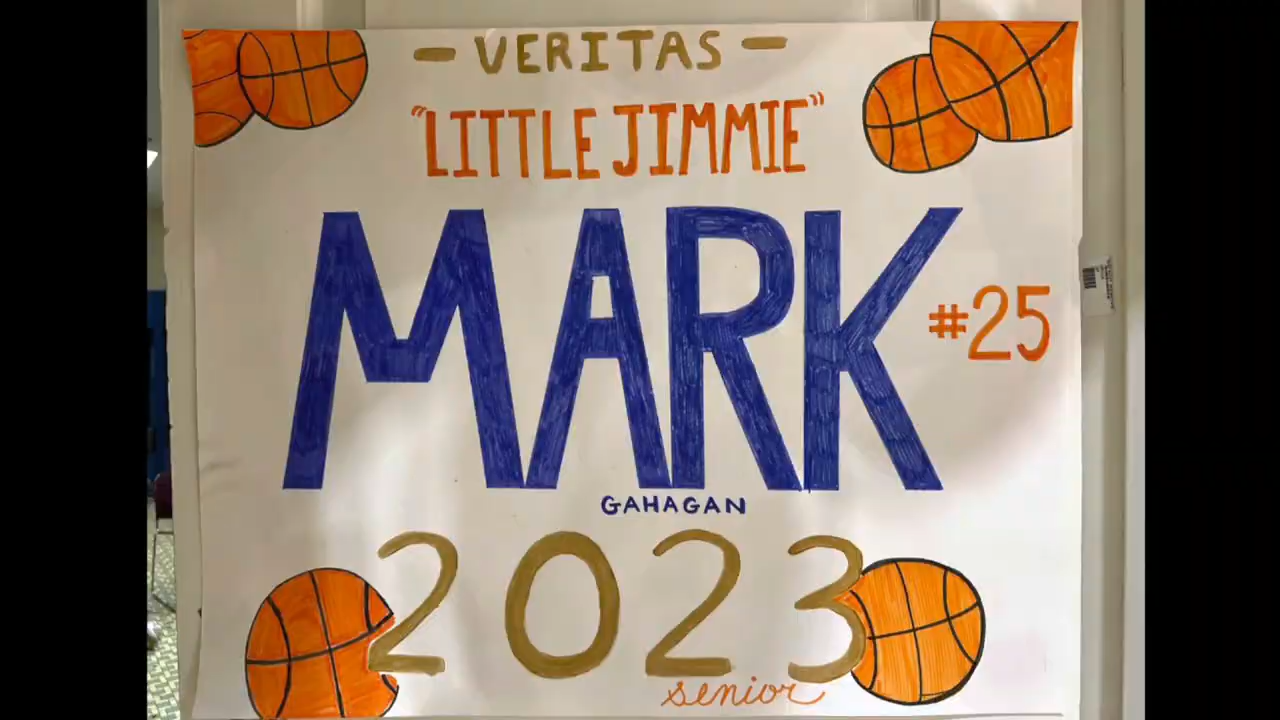 - VERITAS -
"LITTLE JIMMIE"
MARK
#25
GAHAGAN
2023
senior